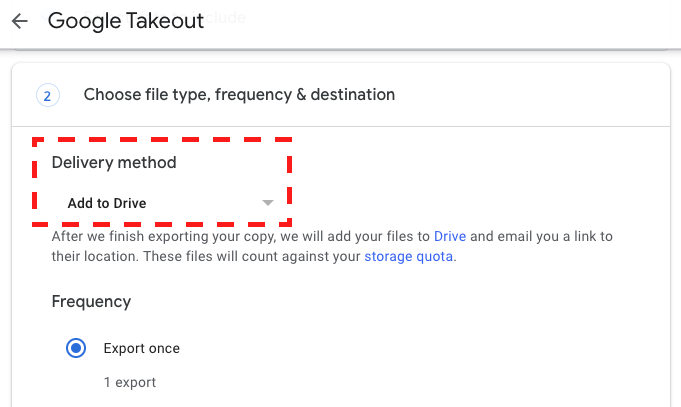 Google Takeout
2 Choose file type, frequency & destination
Delivery method
Add to Drive
After we finish exporting your copy, we will add your files to Drive and email you a link to
their location. These files will count against your storage quota.
Frequency
Export once
1 export